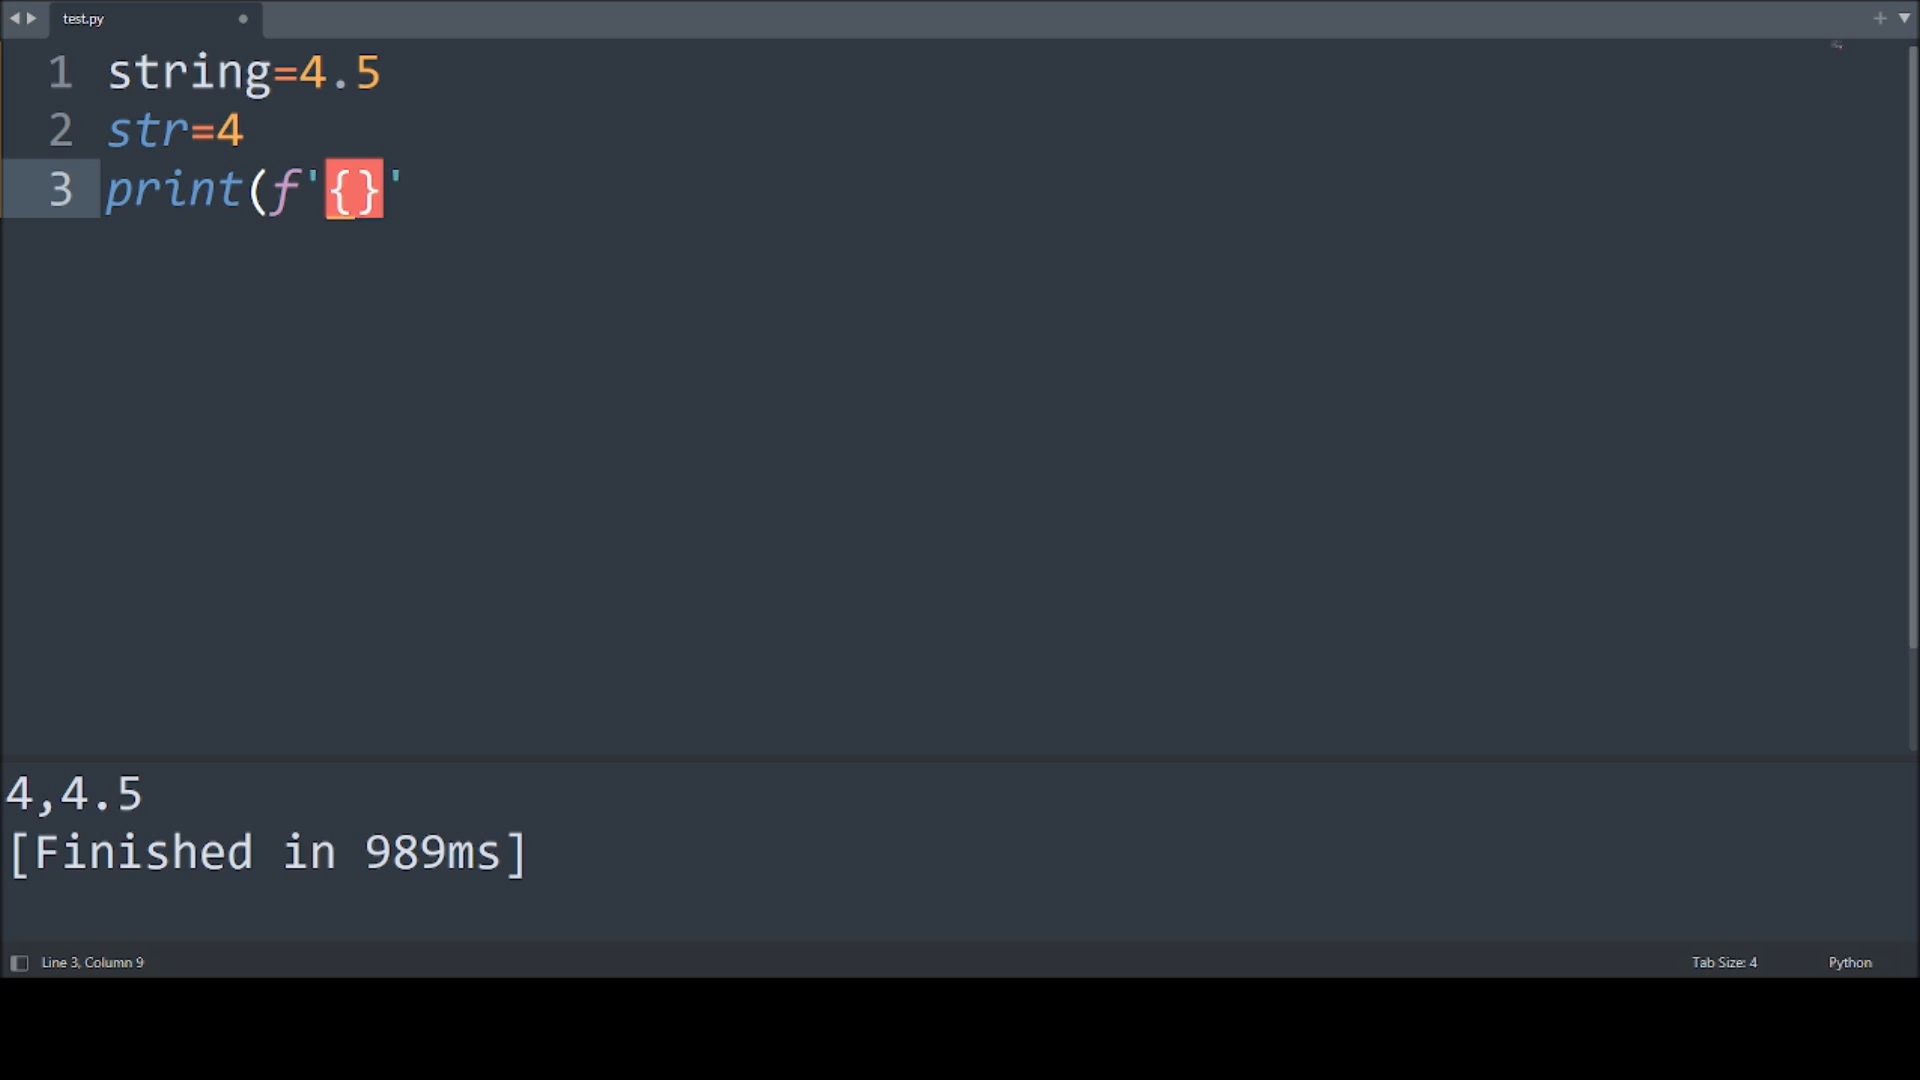 test.py
1 string=4.5
2 str=4
3 print(f'{}'
4,4.5
[Finished in 989ms]
Line 3, Column 9 Tab Size: 4 Python